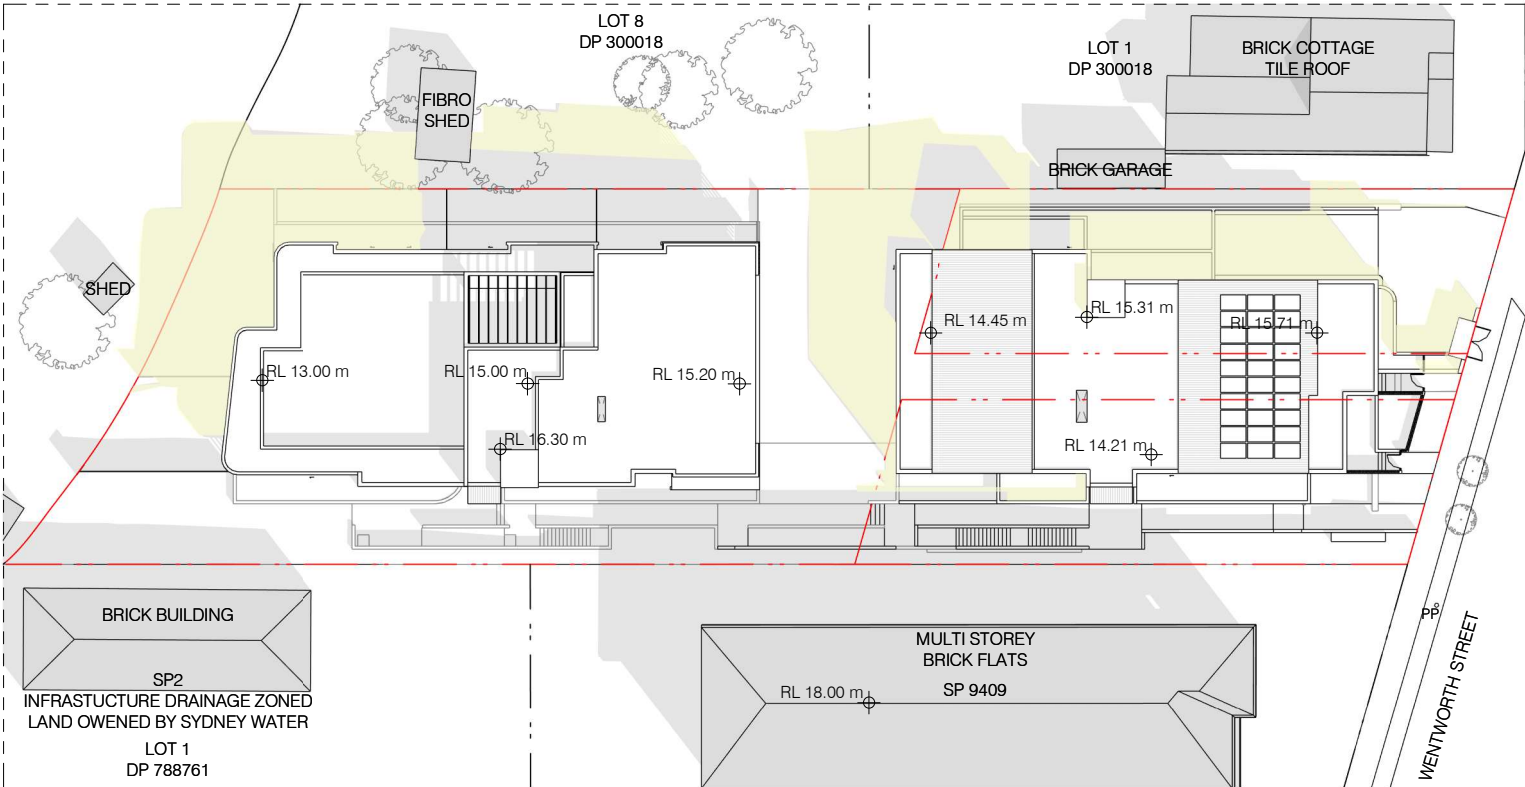 LOT 8
DP 300018
LOT 1
DP 300018
BRICK COTTAGE
TILE ROOF
FIBRO
SHED
BRICK GARAGE
SHED
RL 15.31 m
RL 14.45 m
RL 15.71 m
RL 13.00 m
RL 15.00 m
RL 15.20 m
RL 16.30 m
RL 14.21 m
BRICK BUILDING
SP2
INFRASTUCTURE DRAINAGE ZONED
LAND OWENED BY SYDNEY WATER
LOT 1
DP 788761
MULTI STOREY
BRICK FLATS
SP 9409
RL 18.00 m
PP
WENTWORTH STREET